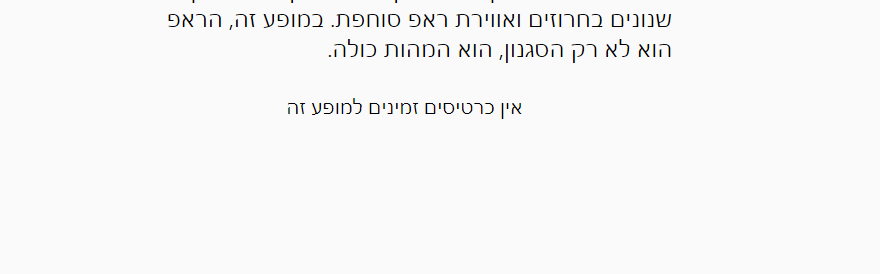 שנונים בחרוזים ואווירת ראפ סוחפת. במופע זה, הראפ
הוא לא רק הסגנון, הוא המהות כולה.
אין כרטיסים זמינים למופע זה